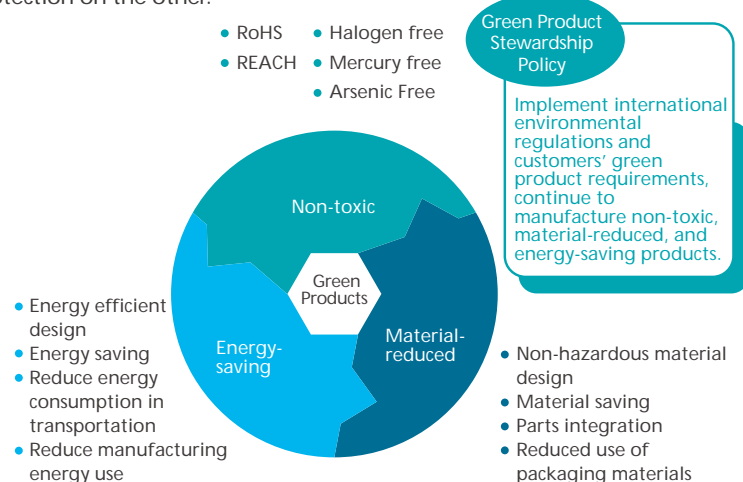 • RoHS
• REACH
• Halogen free
• Mercury free
• Arsenic Free
Green Product
Stewardship
Policy
Implement international
environmental
regulations and
customers’ green
product requirements,
continue to
manufacture non-toxic,
material-reduced, and
energy-saving products.
Non-toxic
Green
Products
Energy-
saving
Material-
reduced
• Energy efficient
design
• Energy saving
• Reduce energy
consumption in
transportation
• Reduce manufacturing
energy use
• Non-hazardous material
design
• Material saving
• Parts integration
• Reduced use of
packaging materials